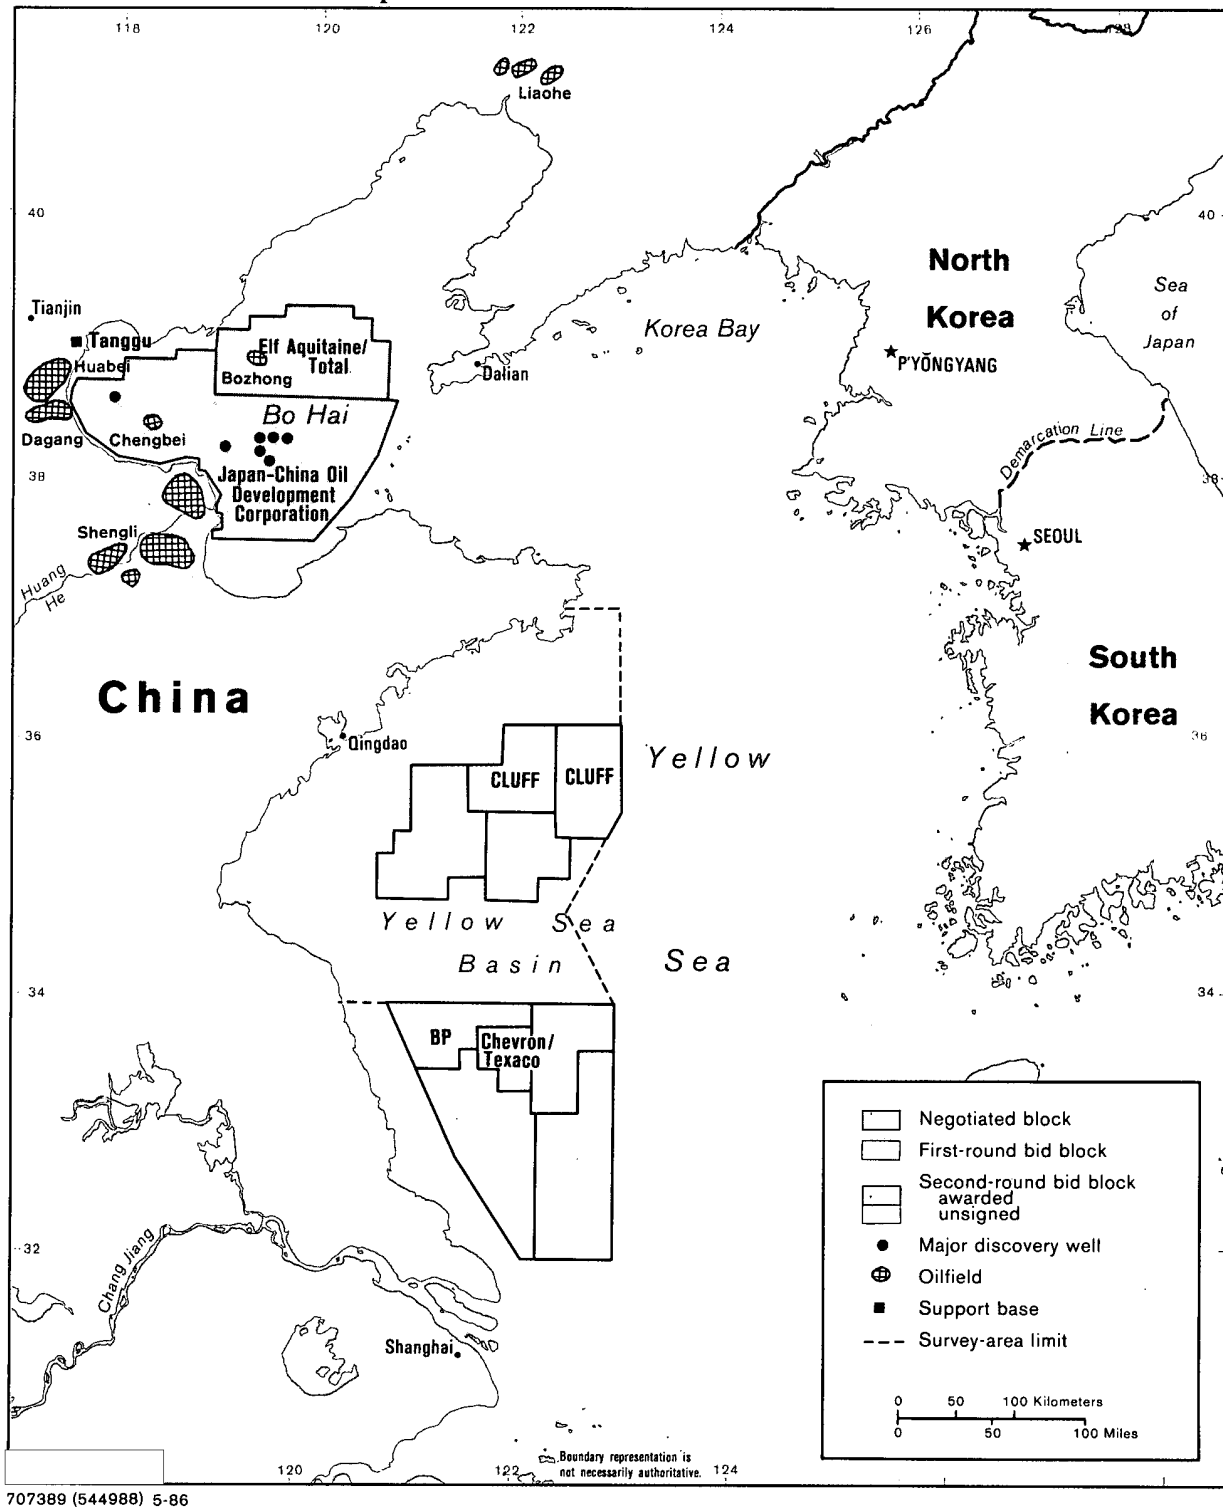 118
120
122
124
126
128
Liaohe
40
40
North
Korea
Sea
of
Japan
Tianjin
Tanggu
Huabei
Elf Aquitaine/
Total
Bozhong
Korea Bay
P'YŎNGYANG
Dalian
Bo Hai
Dagang
Chengbei
Demarcation Line
38
38
Japan-China Oil
Development
Corporation
Shengli
SEOUL
Huang
He
China
South
Korea
36
36
Qingdao
Yellow
CLUFF
CLUFF
Yellow Sea
Basin
Sea
34
34
BP
Chevron/
Texaco
Negotiated block
First-round bid block
Second-round bid block
awarded
unsigned
Major discovery well
Oilfield
Support base
Survey-area limit
0 50 100 Kilometers
0 50 100 Miles
32
Chang Jiang
Shanghai
Boundary representation is
not necessarily authoritative.
120
122
124
707389 (544988) 5-86